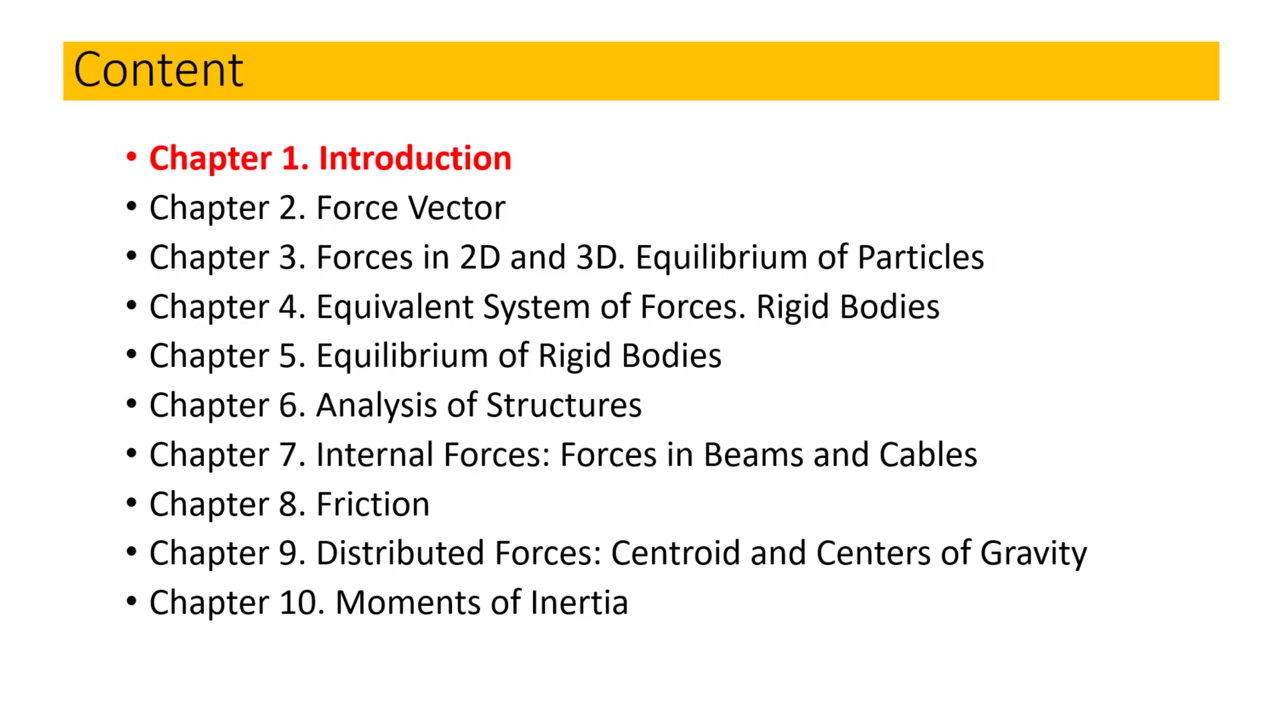 Content
• Chapter 1. Introduction
• Chapter 2. Force Vector
• Chapter 3. Forces in 2D and 3D. Equilibrium of Particles
• Chapter 4. Equivalent System of Forces. Rigid Bodies
• Chapter 5. Equilibrium of Rigid Bodies
• Chapter 6. Analysis of Structures
• Chapter 7. Internal Forces: Forces in Beams and Cables
• Chapter 8. Friction
• Chapter 9. Distributed Forces: Centroid and Centers of Gravity
• Chapter 10. Moments of Inertia